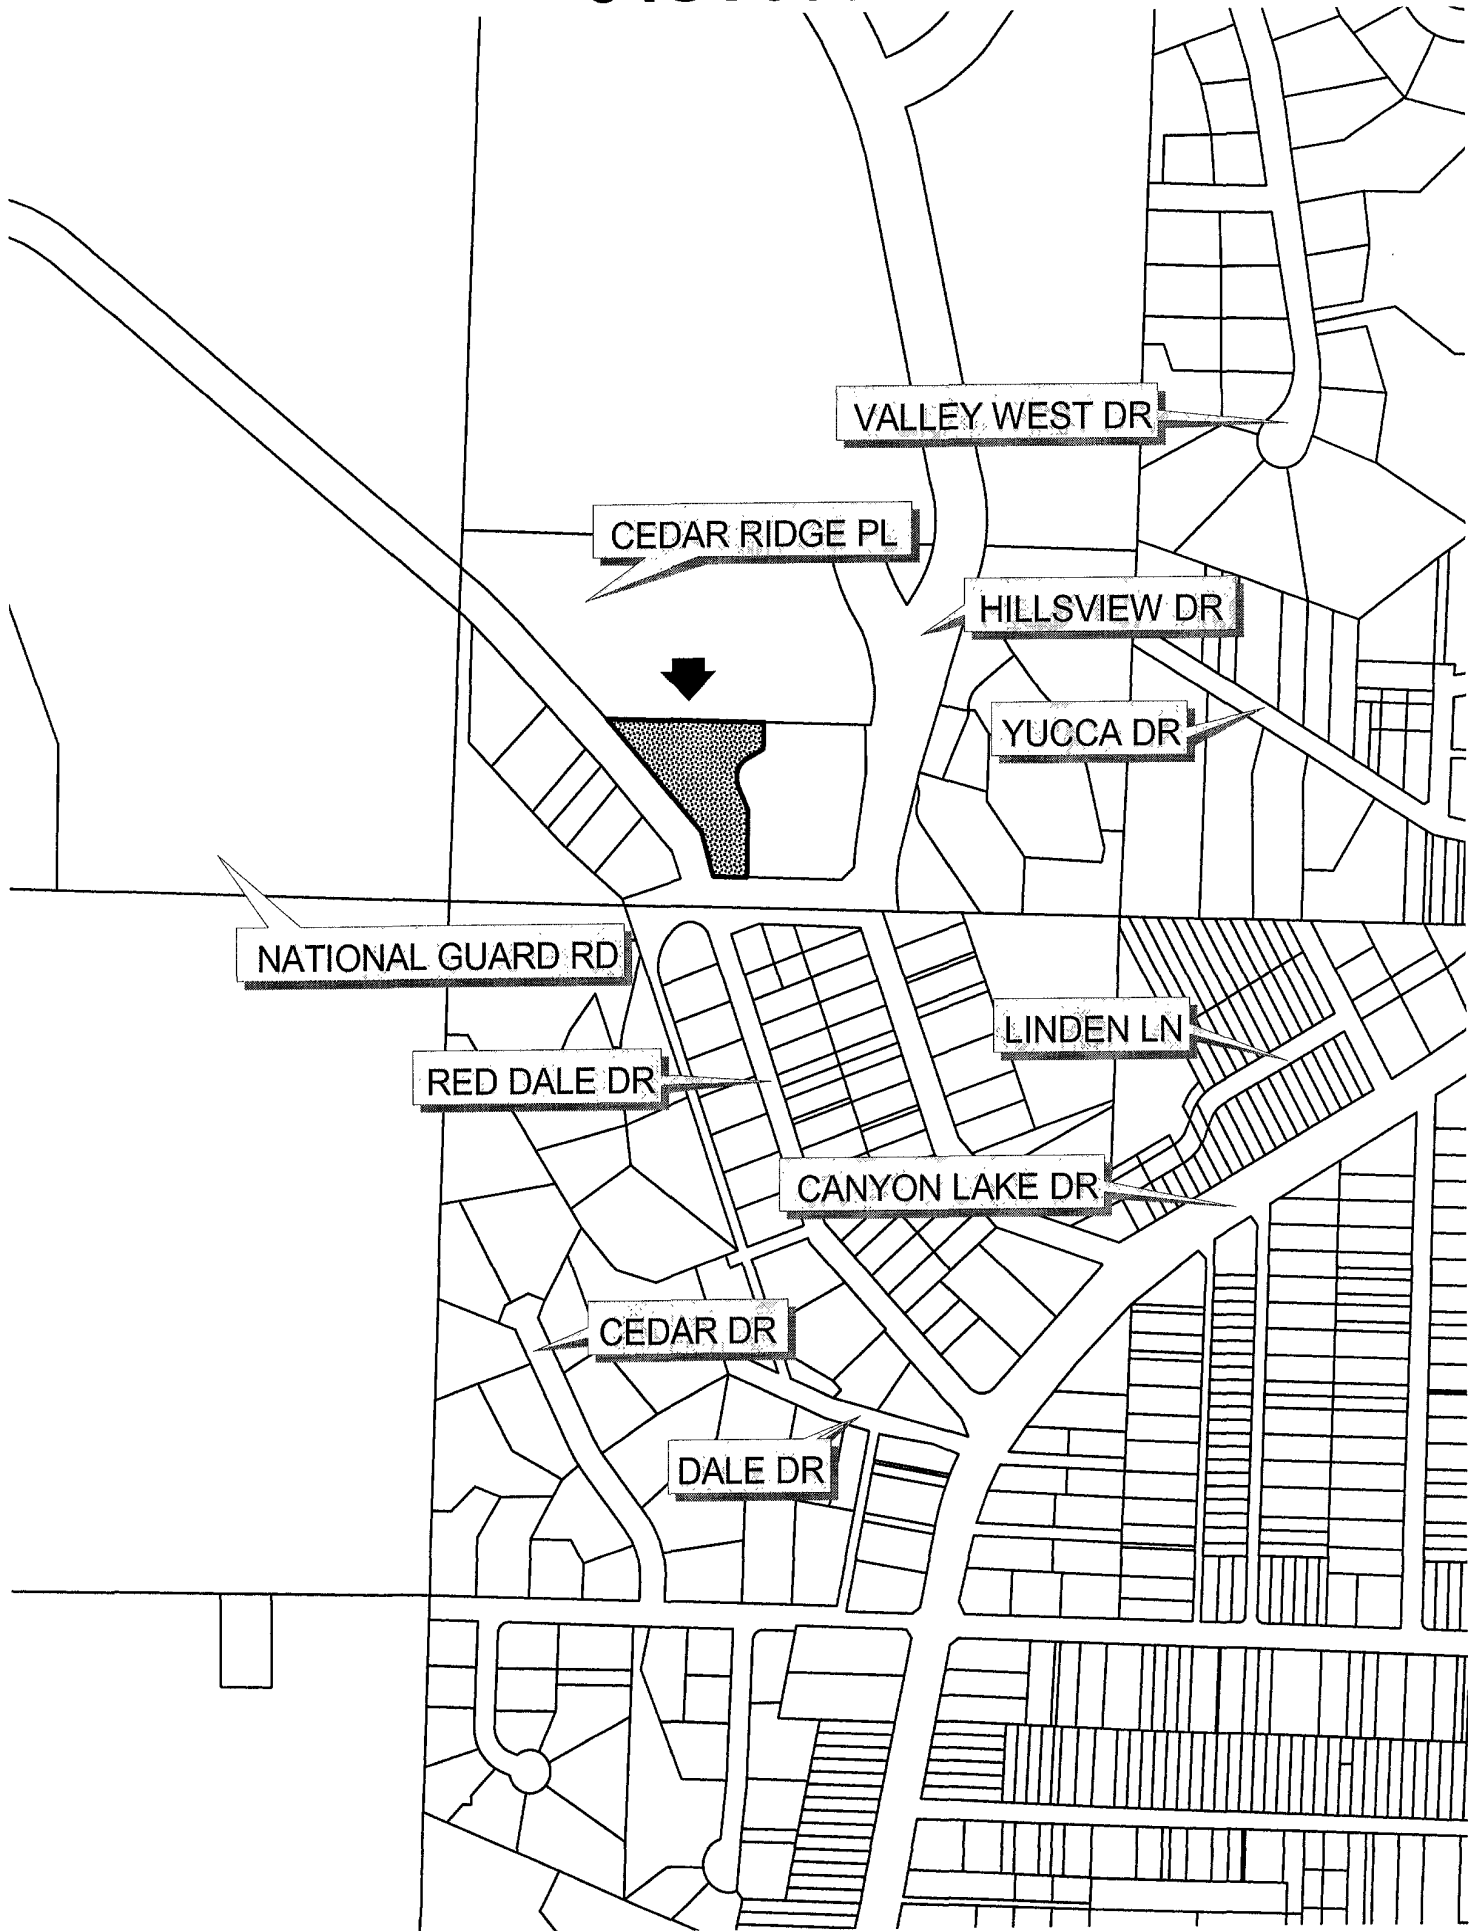 VALLEY WEST DR
CEDAR RIDGE PL
HILLSVIEW DR
YUCCA DR
NATIONAL GUARD RD
LINDEN LN
RED DALE DR
CANYON LAKE DR
CEDAR DR
DALE DR